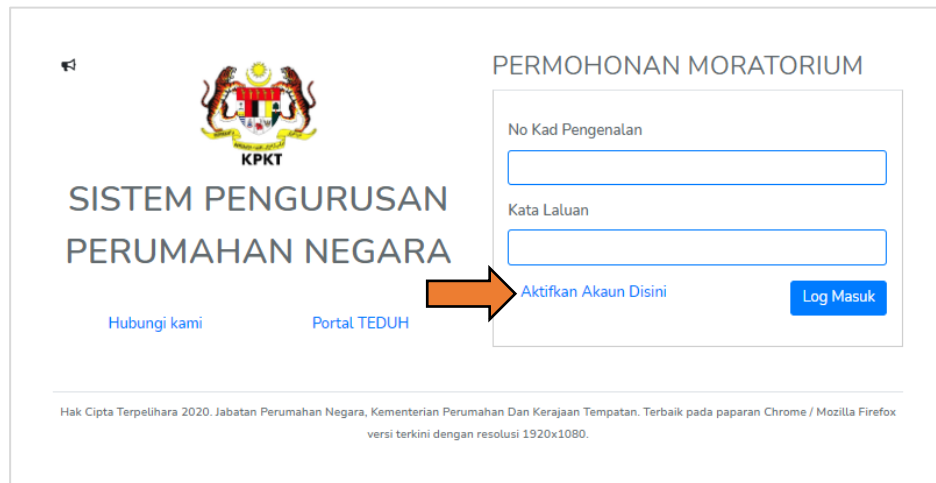 KPKT
SISTEM PENGURUSAN
PERUMAHAN NEGARA
Hubungi kami
Portal TEDUH
PERMOHONAN MORATORIUM
No Kad Pengenalan
Kata Laluan
Aktifkan Akaun Disini
Log Masuk
Hak Cipta Terpelihara 2020. Jabatan Perumahan Negara, Kementerian Perumahan Dan Kerajaan Tempatan. Terbaik pada paparan Chrome / Mozilla Firefox
versi terkini dengan resolusi 1920x1080.